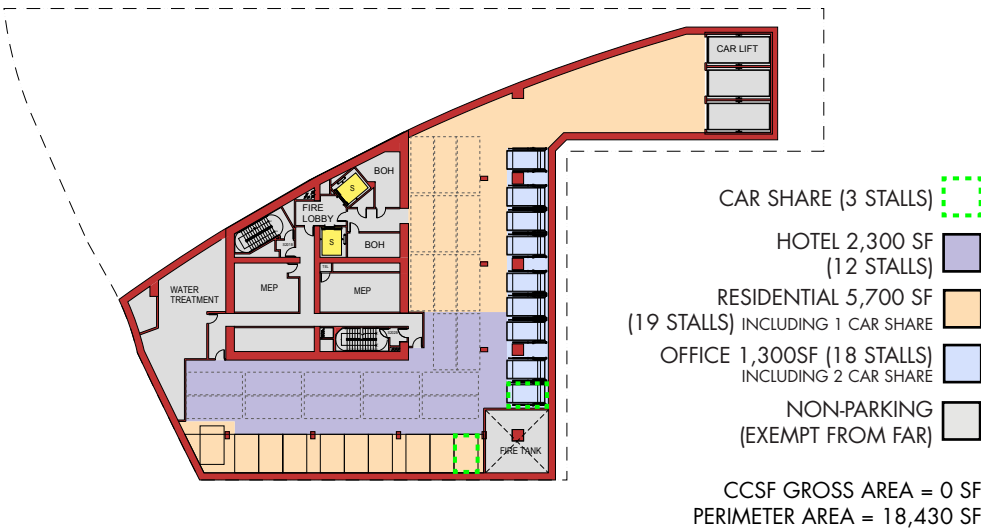 CAR LIFT
BOH
S
FIRE
LOBBY
S
BOH
WATER
TREATMENT
MEP
MEP
FIRE TANK
CAR SHARE (3 STALLS)
HOTEL 2,300 SF
(12 STALLS)
RESIDENTIAL 5,700 SF
(19 STALLS) INCLUDING 1 CAR SHARE
OFFICE 1,300SF (18 STALLS)
INCLUDING 2 CAR SHARE
NON-PARKING
(EXEMPT FROM FAR)
CCSF GROSS AREA = 0 SF
PERIMETER AREA = 18,430 SF